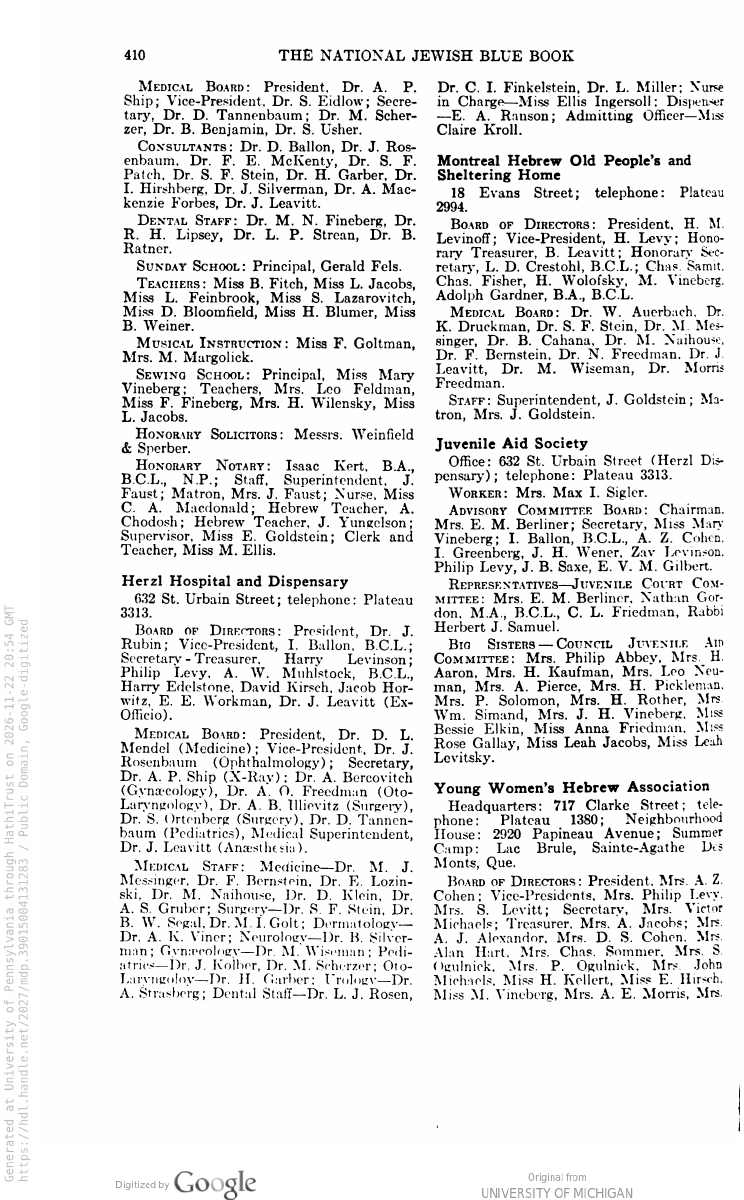 410
THE NATIONAL JEWISH BLUE BOOK
MEDICAL BOARD: President, Dr. A. P.
Ship; Vice-President, Dr. S. Eidlow; Secre-
tary, Dr. D. Tannenbaum; Dr. M. Scher-
zer, Dr. B. Benjamin, Dr. S. Usher.
CONSULTANTS: Dr. D. Ballon, Dr. J. Ros-
enbaum, Dr. F. E. McKenty, Dr. S. F.
Patch, Dr. S. F. Stein, Dr. H. Garber, Dr.
I. Hirshberg, Dr. J. Silverman, Dr. A. Mac-
kenzie Forbes, Dr. J. Leavitt.
DENTAL STAFF: Dr. M. N. Fineberg, Dr.
R. H. Lipsey, Dr. L. P. Strean, Dr. B.
Ratner.
SUNDAY SCHOOL: Principal, Gerald Fels.
TEACHERS: Miss B. Fitch, Miss L. Jacobs,
Miss L. Feinbrook, Miss S. Lazarovitch,
Miss D. Bloomfield, Miss H. Blumer, Miss
B. Weiner.
MUSICAL INSTRUCTION: Miss F. Goltman,
Mrs. M. Margolick.
SEWING SCHOOL: Principal, Miss Mary
Vineberg; Teachers, Mrs. Leo Feldman,
Miss F. Fineberg, Mrs. H. Wilensky, Miss
L. Jacobs.
HONORARY SOLICITORS: Messrs. Weinfield
& Sperber.
HONORARY NOTARY: Isaac Kert, B.A.,
B.C.L., N.P.; Staff, Superintendent, J.
Faust; Matron, Mrs. J. Faust; Nurse, Miss
C. A. Macdonald; Hebrew Teacher, A.
Chodosh; Hebrew Teacher, J. Yungelson;
Supervisor, Miss E. Goldstein; Clerk and
Teacher, Miss M. Ellis.
Herzl Hospital and Dispensary
632 St. Urbain Street; telephone: Plateau
3313.
BOARD OF DIRECTORS: President, Dr. J.
Rubin; Vice-President, I. Ballon, B.C.L.;
Secretary-Treasurer, Harry Levinson;
Philip Levy, A. W. Muhlstock, B.C.L.,
Harry Edelstone, David Kirsch, Jacob Hor-
witz, E. E. Workman, Dr. J. Leavitt (Ex-
Officio).
MEDICAL BOARD: President, Dr. D. L.
Mendel (Medicine); Vice-President, Dr. J.
Rosenbaum (Ophthalmology); Secretary,
Dr. A. P. Ship (X-Ray); Dr. A. Bercovitch
(Gynæcology), Dr. A. O. Freedman (Oto-
Laryngology), Dr. A. B. Illievitz (Surgery),
Dr. S. Ortenberg (Surgery), Dr. D. Tannen-
baum (Pediatrics), Medical Superintendent,
Dr. J. Leavitt (Anæsthesia).
MEDICAL STAFF: Medicine—Dr. M. J.
Messinger, Dr. F. Bernstein, Dr. E. Lozin-
ski, Dr. M. Naihouse, Dr. D. Klein, Dr.
A. S. Gruber; Surgery—Dr. S. F. Stein, Dr.
B. W. Segal, Dr. M. I. Golt; Dermatology—
Dr. A. K. Viner; Neurology—Dr. B. Silver-
man; Gynæcology—Dr. M. Wiseman; Pedi-
atrics—Dr. J. Kolber, Dr. M. Scherzer; Oto-
Laryngoloy—Dr. H. Garber; Urology—Dr.
A. Strasberg; Dental Staff—Dr. L. J. Rosen,
Dr. C. I. Finkelstein, Dr. L. Miller; Nurse
in Charge—Miss Ellis Ingersoll; Dispenser
—E. A. Ranson; Admitting Officer—Miss
Claire Kroll.
Montreal Hebrew Old People's and
Sheltering Home
18 Evans Street; telephone: Plateau
2994.
BOARD OF DIRECTORS: President, H. M.
Levinoff; Vice-President, H. Levy; Hono-
rary Treasurer, B. Leavitt; Honorary Sec-
retary, L. D. Crestohl, B.C.L.; Chas. Samit,
Chas. Fisher, H. Wolofsky, M. Vineberg,
Adolph Gardner, B.A., B.C.L.
MEDICAL BOARD: Dr. W. Auerbach, Dr.
K. Druckman, Dr. S. F. Stein, Dr. M. Mes-
singer, Dr. B. Cahana, Dr. M. Naihouse,
Dr. F. Bernstein, Dr. N. Freedman, Dr. J.
Leavitt, Dr. M. Wiseman, Dr. Morris
Freedman.
STAFF: Superintendent, J. Goldstein; Ma-
tron, Mrs. J. Goldstein.
Juvenile Aid Society
Office: 632 St. Urbain Street (Herzl Dis-
pensary); telephone: Plateau 3313.
WORKER: Mrs. Max I. Sigler.
ADVISORY COMMITTEE BOARD: Chairman,
Mrs. E. M. Berliner; Secretary, Miss Mary
Vineberg; I. Ballon, B.C.L., A. Z. Cohen,
I. Greenberg, J. H. Wener, Zav Levinson,
Philip Levy, J. B. Saxe, E. V. M. Gilbert.
REPRESENTATIVES—JUVENILE COURT COM-
MITTEE: Mrs. E. M. Berliner, Nathan Gor-
don, M.A., B.C.L., C. L. Friedman, Rabbi
Herbert J. Samuel.
BIG SISTERS—COUNCIL JUVENILE AID
COMMITTEE: Mrs. Philip Abbey, Mrs. H.
Aaron, Mrs. H. Kaufman, Mrs. Leo Neu-
man, Mrs. A. Pierce, Mrs. H. Pickleman,
Mrs. P. Solomon, Mrs. H. Rother, Mrs.
Wm. Simand, Mrs. J. H. Vineberg, Miss
Bessie Elkin, Miss Anna Friedman, Miss
Rose Gallay, Miss Leah Jacobs, Miss Leah
Levitsky.
Young Women's Hebrew Association
Headquarters: 717 Clarke Street; tele-
phone: Plateau 1380; Neighbourhood
House: 2920 Papineau Avenue; Summer
Camp: Lac Brule, Sainte-Agathe Des
Monts, Que.
BOARD OF DIRECTORS: President, Mrs. A. Z.
Cohen; Vice-Presidents, Mrs. Philip Levy,
Mrs. S. Levitt; Secretary, Mrs. Victor
Michaels; Treasurer, Mrs. A. Jacobs; Mrs.
A. J. Alexandor, Mrs. D. S. Cohen, Mrs.
Alan Hart, Mrs. Chas. Sommer, Mrs. S.
Ogulnick, Mrs. P. Ogulnick, Mrs. John
Michaels, Miss H. Kellert, Miss E. Hirsch,
Miss M. Vineberg, Mrs. A. E. Morris, Mrs.
Generated at University of Pennsylvania through HathiTrust on 2026-11-22 20:54 GMT
https://hdl.handle.net/2027/mdp.39015004131283 / Public Domain, Google-digitized
Digitized by Google
Original from
UNIVERSITY OF MICHIGAN